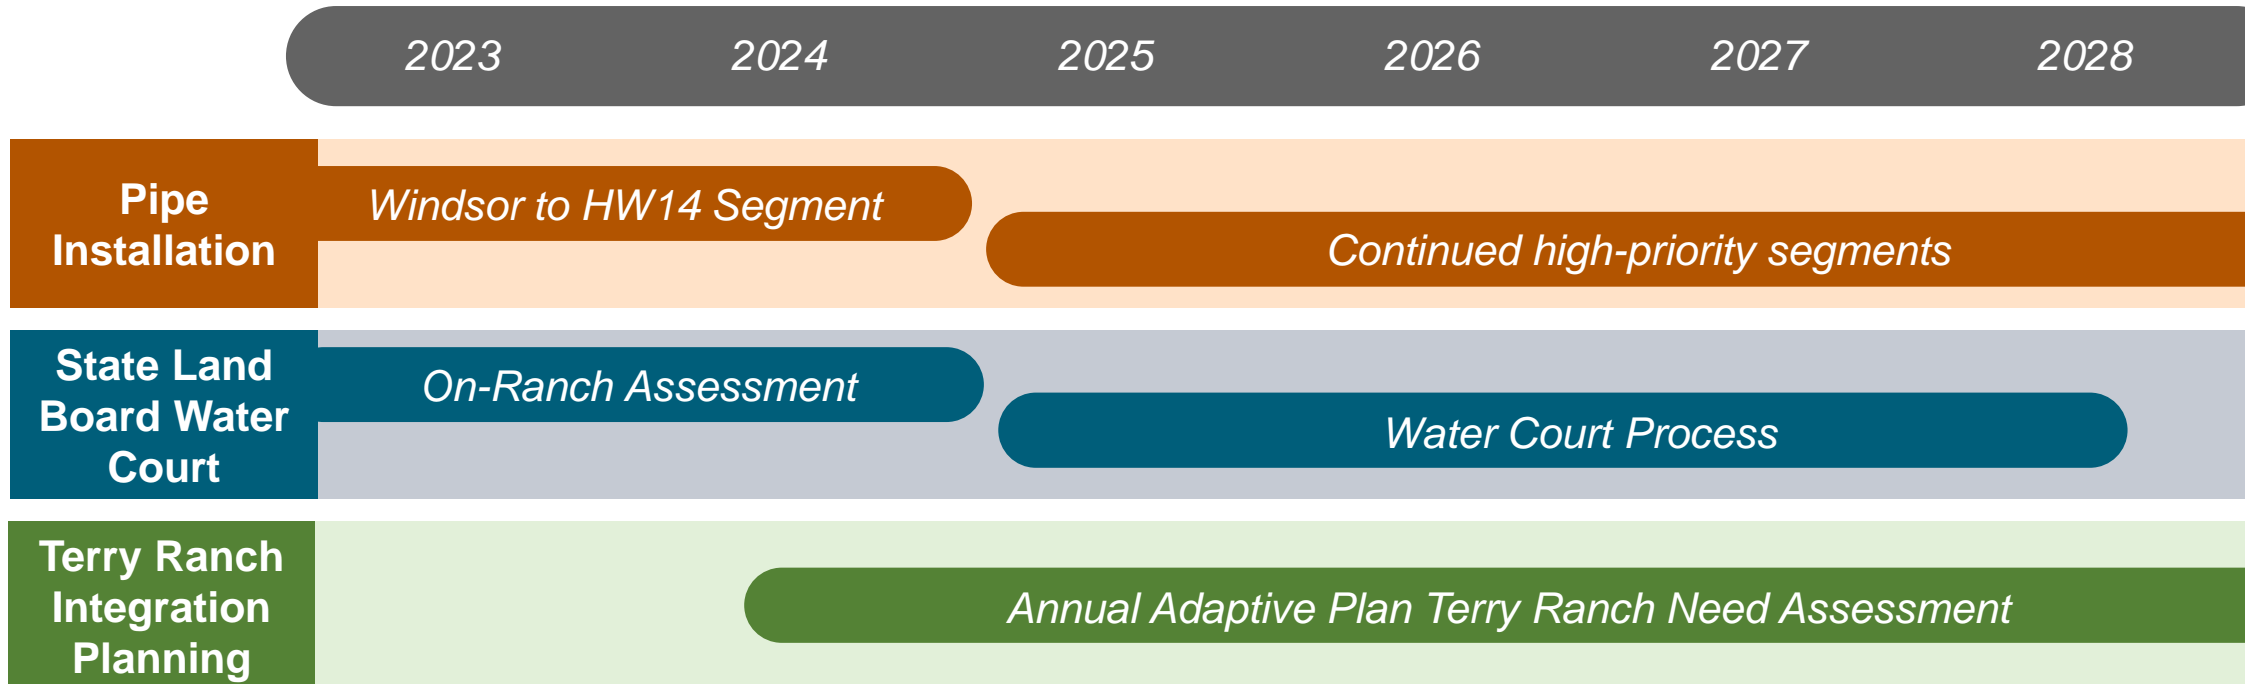 2023 2024 2025 2026 2027 2028
Pipe
Installation
Windsor to HW14 Segment
Continued high-priority segments
State Land
Board Water
Court
On-Ranch Assessment
Water Court Process
Terry Ranch
Integration
Planning
Annual Adaptive Plan Terry Ranch Need Assessment